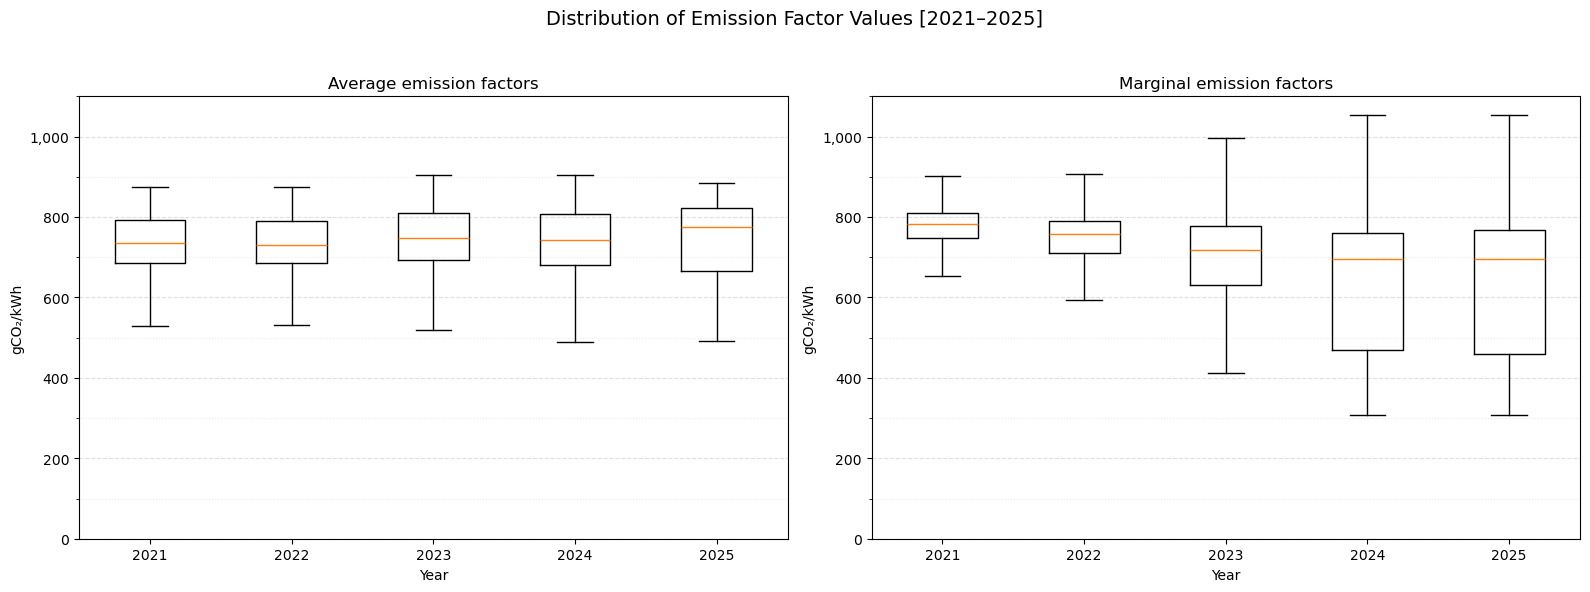 Distribution of Emission Factor Values [2021–2025]
Average emission factors
1,000
800
600
400
200
0
gCO₂/kWh
2021 2022 2023 2024 2025
Year
Marginal emission factors
1,000
800
600
400
200
0
gCO₂/kWh
2021 2022 2023 2024 2025
Year